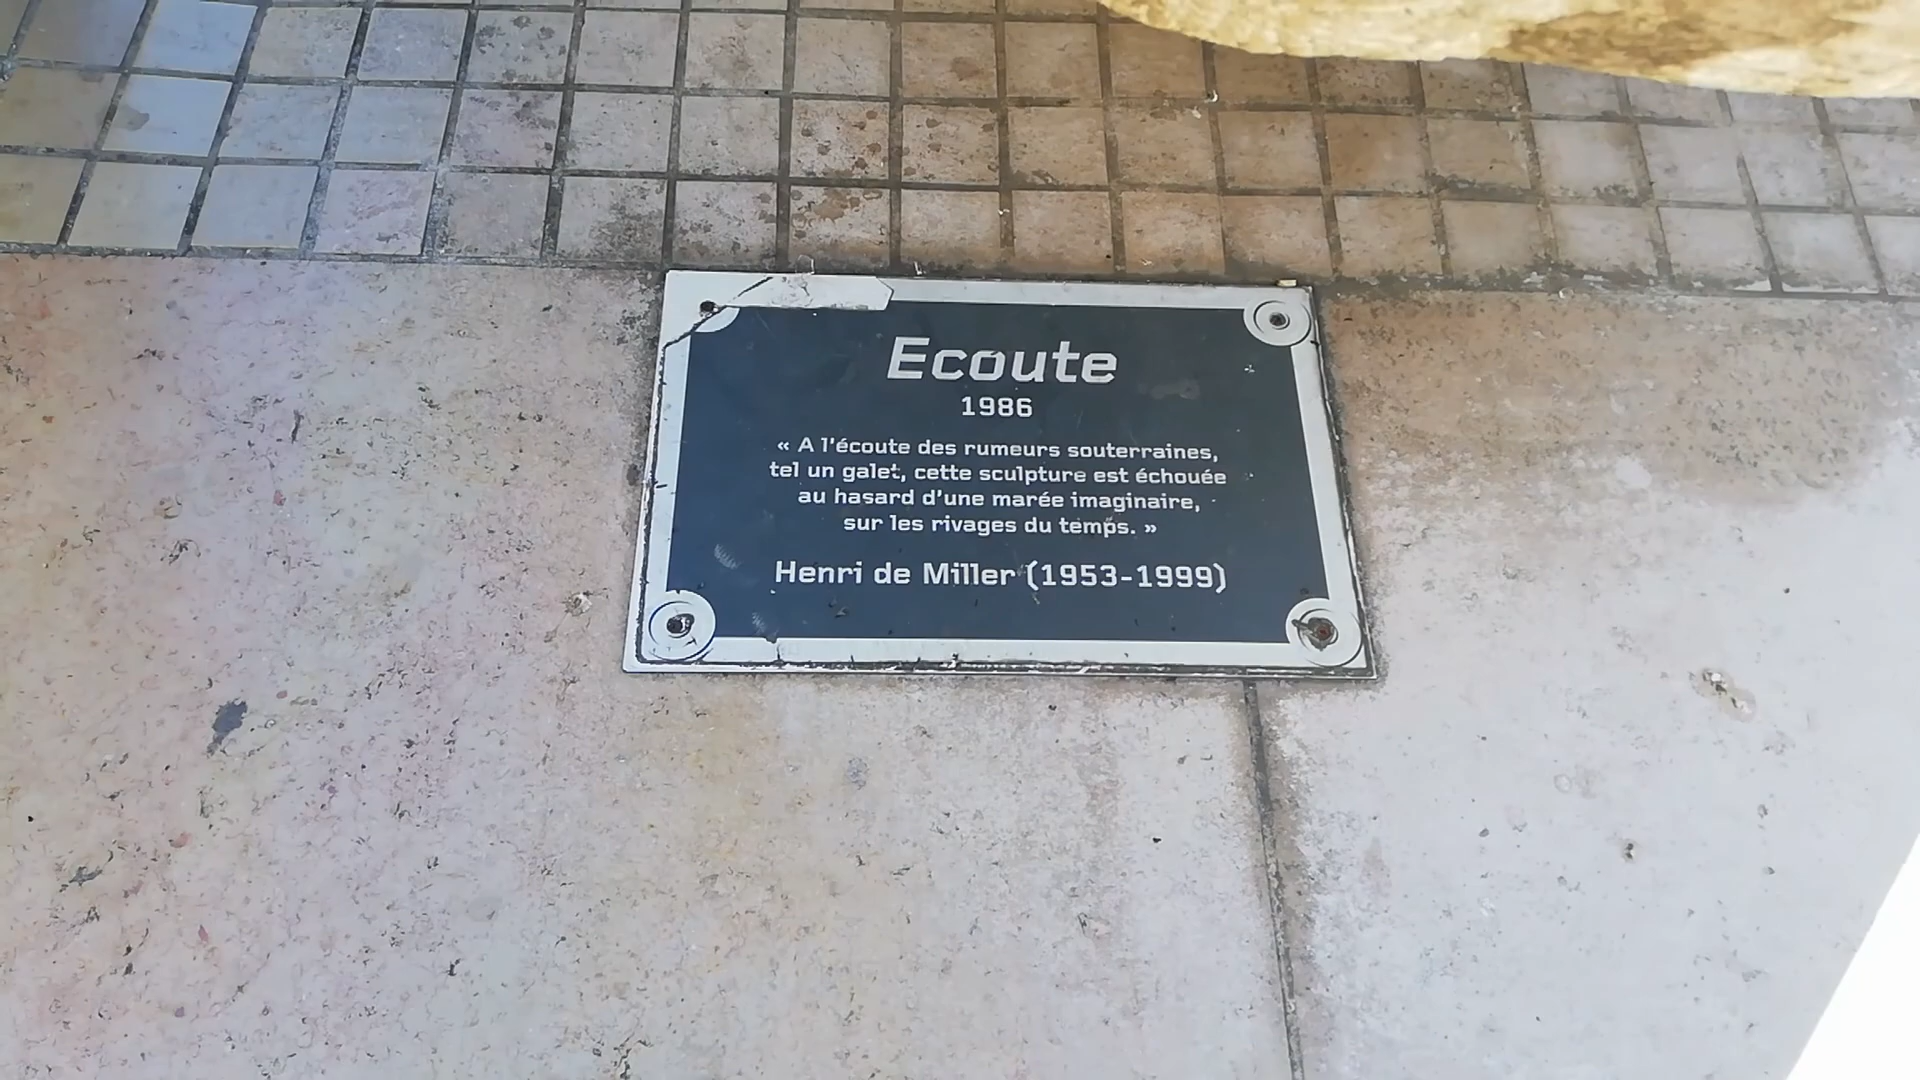 Ecoute
1986
« A l'écoute des rumeurs souterraines,
tel un galet, cette sculpture est échouée
au hasard d'une marée imaginaire,
sur les rivages du temps. »
Henri de Miller (1953-1999)